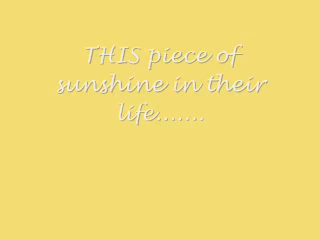 THIS piece of
sunshine in their
life.......